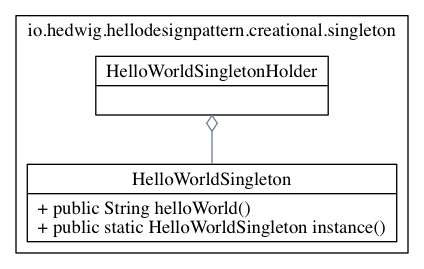 io.hedwig.hellodesignpattern.creational.singleton
HelloWorldSingletonHolder
HelloWorldSingleton
+ public String helloWorld()
+ public static HelloWorldSingleton instance()